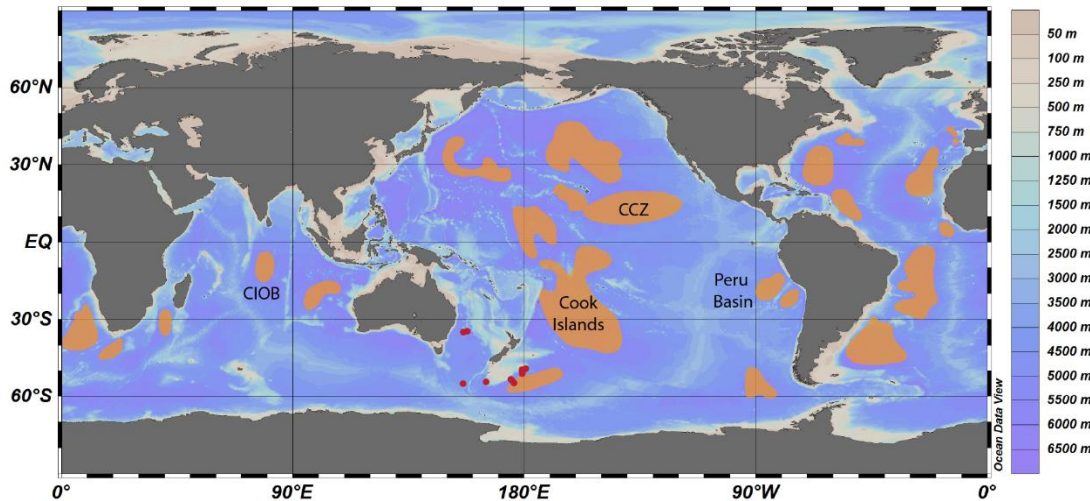 60°N
30°N
EQ
30°S
60°S
0°
90°E
180°E
90°W
0°
CCZ
CIOB
Peru
Basin
Cook
Islands
Ocean Data View
50 m
100 m
250 m
500 m
750 m
1000 m
1250 m
1500 m
2000 m
2500 m
3000 m
3500 m
4000 m
4500 m
5000 m
5500 m
6000 m
6500 m